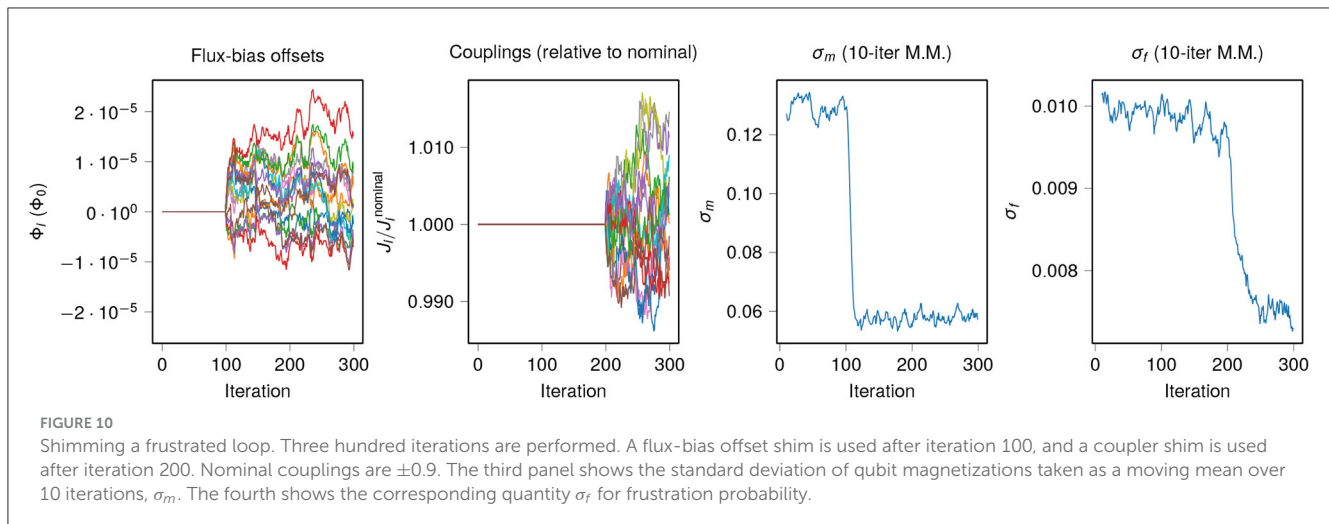 Flux-bias offsets
Φᵢ (Φ₀)
2 · 10⁻⁵
1 · 10⁻⁵
0 · 10⁰
−1 · 10⁻⁵
−2 · 10⁻⁵
0 100 200 300
Iteration
Couplings (relative to nominal)
Jᵢ/Jᵢⁿᵒᵐⁱⁿᵃˡ
1.010
1.000
0.990
0 100 200 300
Iteration
σₘ (10-iter M.M.)
σₘ
0.12
0.10
0.08
0.06
0 100 200 300
Iteration
σ_f (10-iter M.M.)
σ_f
0.010
0.009
0.008
0 100 200 300
Iteration
FIGURE 10
Shimming a frustrated loop. Three hundred iterations are performed. A flux-bias offset shim is used after iteration 100, and a coupler shim is used
after iteration 200. Nominal couplings are ±0.9. The third panel shows the standard deviation of qubit magnetizations taken as a moving mean over
10 iterations, σₘ. The fourth shows the corresponding quantity σ_f for frustration probability.